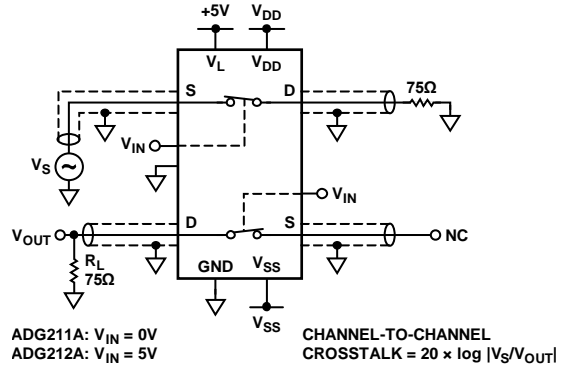 +5V VDD
VL VDD
S D
75Ω
VIN
VS
VIN
D S
VOUT NC
RL
75Ω
GND VSS
VSS
ADG211A: VIN = 0V
ADG212A: VIN = 5V
CHANNEL-TO-CHANNEL
CROSSTALK = 20 × log |VS/VOUT|